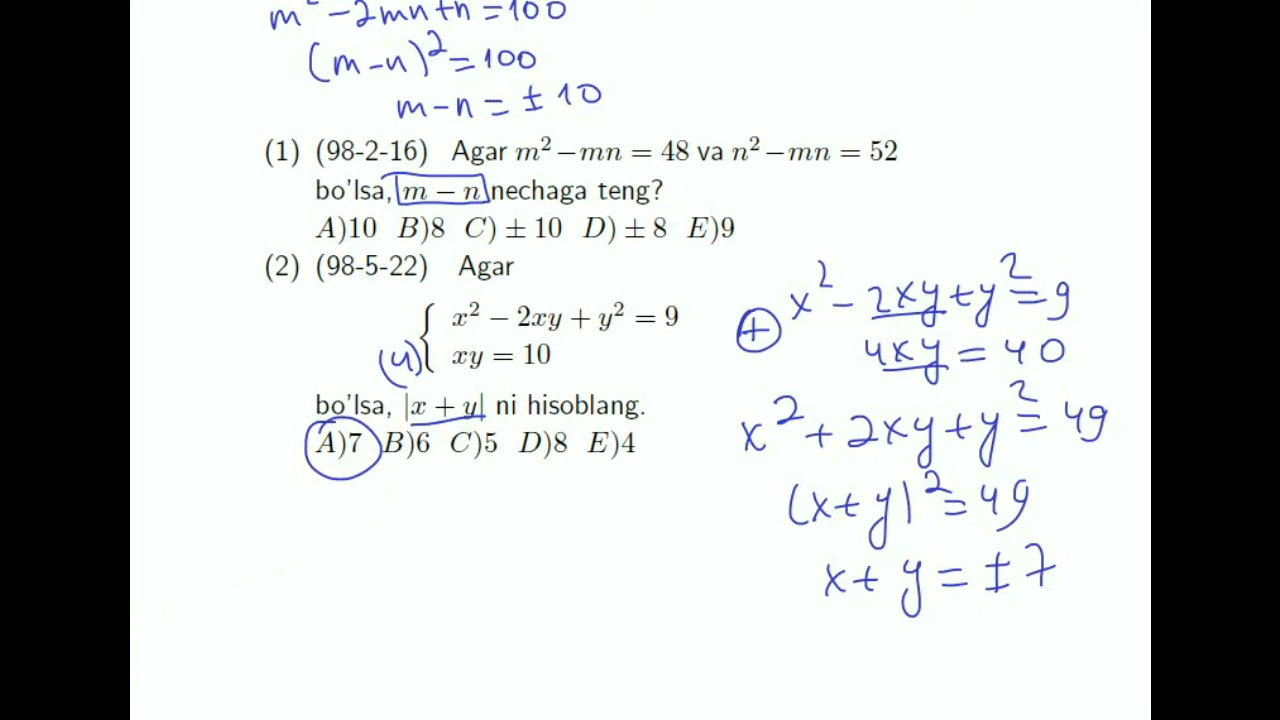 m² − 2mn + n = 100
(m − n)² = 100
m − n = ± 10
(1) (98-2-16) Agar m² − mn = 48 va n² − mn = 52
bo'lsa, m − n nechaga teng?
A)10 B)8 C) ± 10 D) ± 8 E)9
(2) (98-5-22) Agar
x² − 2xy + y² = 9
(4) xy = 10
bo'lsa, |x + y| ni hisoblang.
A)7 B)6 C)5 D)8 E)4
+ x² − 2xy + y² = 9
4xy = 40
x² + 2xy + y² = 49
(x + y)² = 49
x + y = ± 7